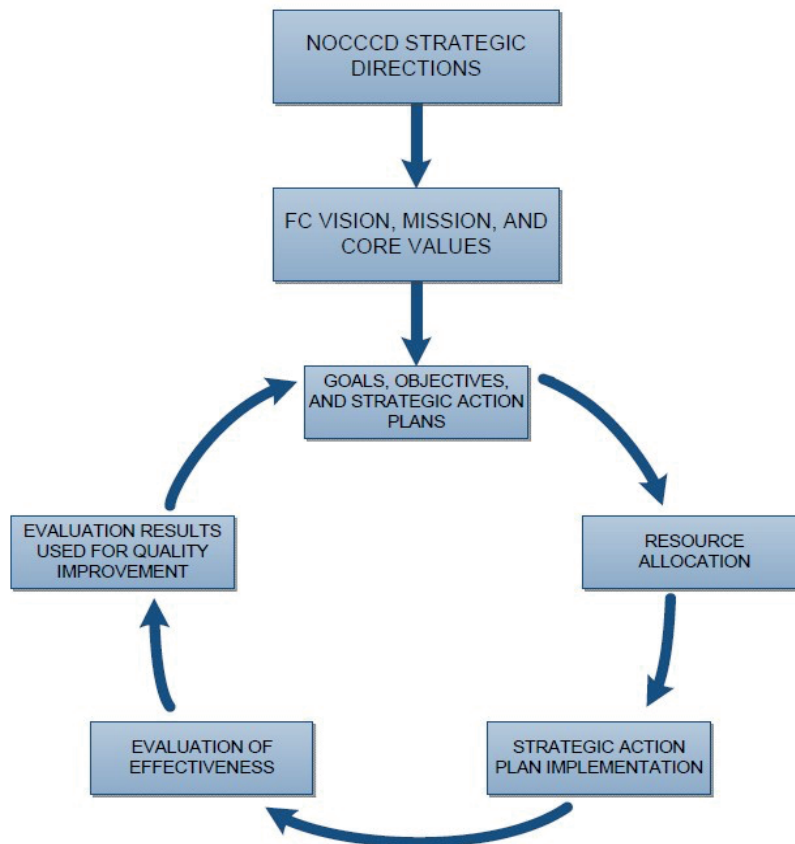 NOCCCD STRATEGIC
DIRECTIONS
FC VISION, MISSION, AND
CORE VALUES
GOALS, OBJECTIVES,
AND STRATEGIC ACTION
PLANS
EVALUATION RESULTS
USED FOR QUALITY
IMPROVEMENT
RESOURCE
ALLOCATION
EVALUATION OF
EFFECTIVENESS
STRATEGIC ACTION
PLAN IMPLEMENTATION